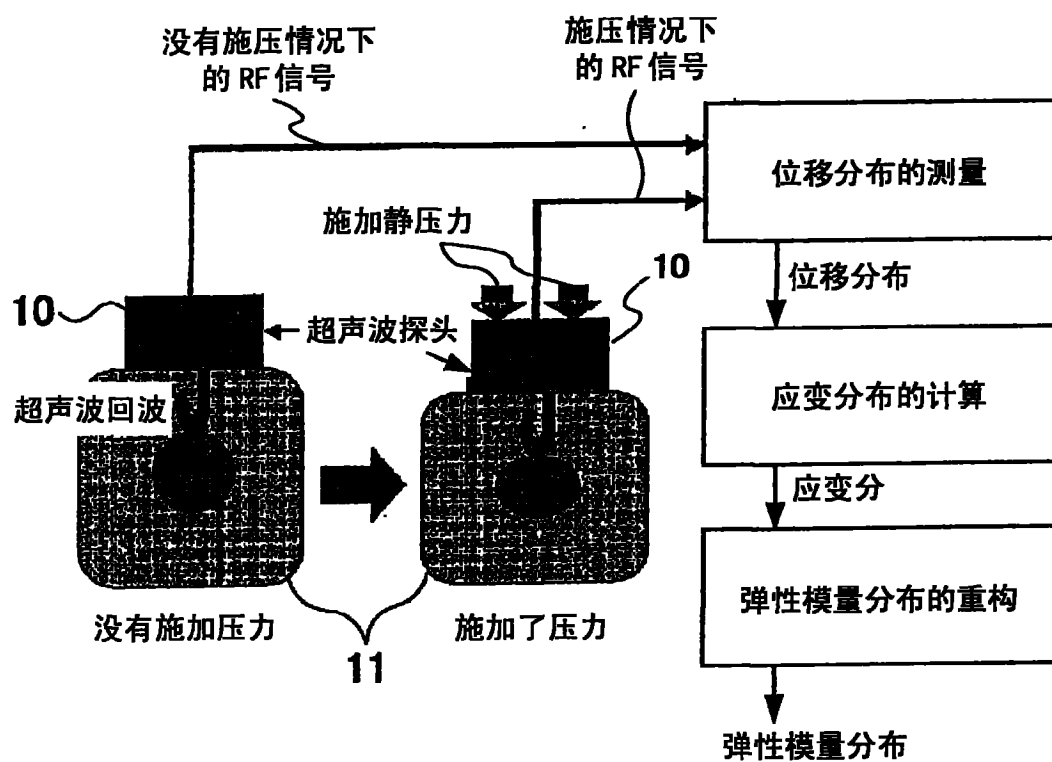 没有施压情况下
的RF信号
施压情况下
的RF信号
位移分布的测量
施加静压力
位移分布
10
10
超声波探头
超声波回波
应变分布的计算
应变分
弹性模量分布的重构
没有施加压力
施加了压力
11
弹性模量分布